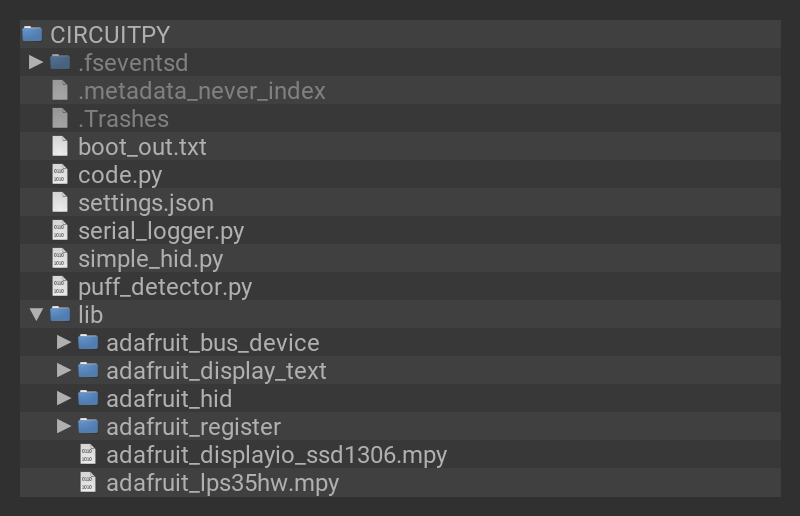 CIRCUITPY
.fseventsd
.metadata_never_index
.Trashes
boot_out.txt
code.py
settings.json
serial_logger.py
simple_hid.py
puff_detector.py
lib
adafruit_bus_device
adafruit_display_text
adafruit_hid
adafruit_register
adafruit_displayio_ssd1306.mpy
adafruit_lps35hw.mpy